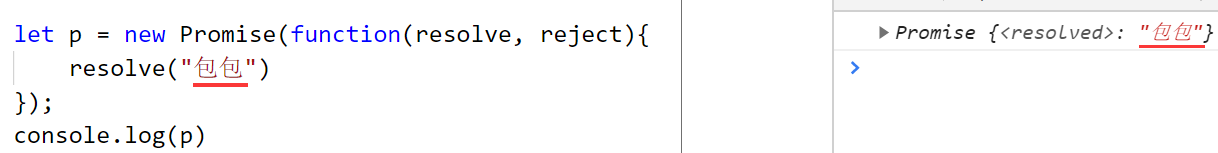 let p = new Promise(function(resolve, reject){
    resolve("包包")
});
console.log(p)
▶ Promise {<resolved>: "包包"}
>